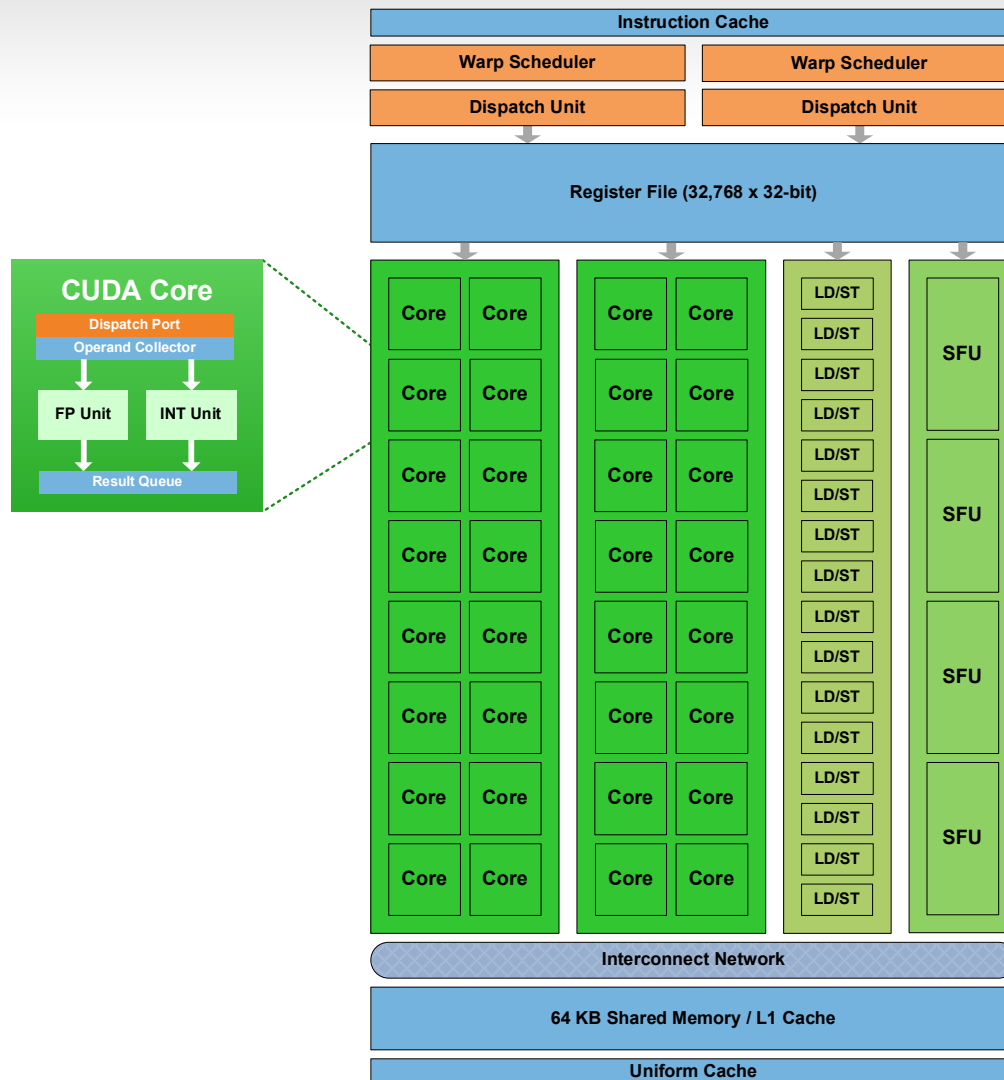 Instruction Cache
Warp Scheduler
Warp Scheduler
Dispatch Unit
Dispatch Unit
Register File (32,768 x 32-bit)
CUDA Core
Dispatch Port
Operand Collector
FP Unit
INT Unit
Result Queue
Core Core Core Core LD/ST
LD/ST
SFU
Core Core Core Core LD/ST
LD/ST
Core Core Core Core LD/ST
LD/ST
SFU
Core Core Core Core LD/ST
LD/ST
Core Core Core Core LD/ST
LD/ST
SFU
Core Core Core Core LD/ST
LD/ST
Core Core Core Core LD/ST
LD/ST
SFU
Core Core Core Core LD/ST
LD/ST
Interconnect Network
64 KB Shared Memory / L1 Cache
Uniform Cache